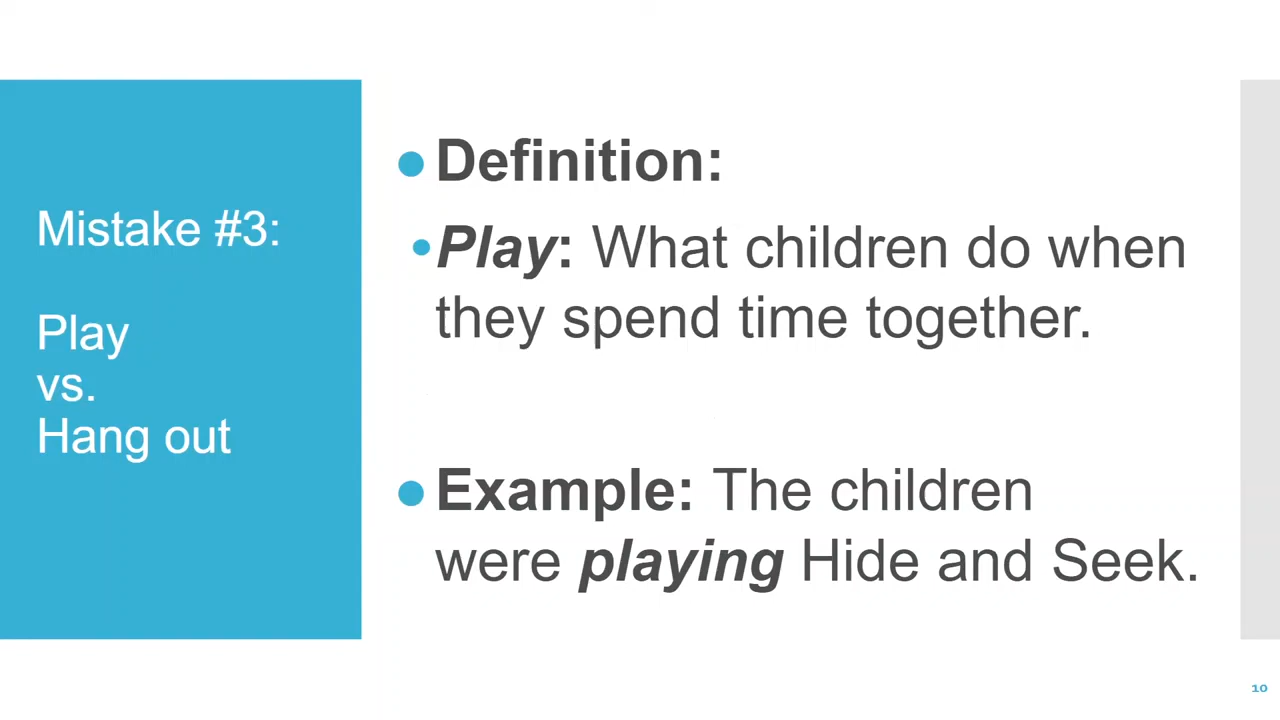 Mistake #3:
Play
vs.
Hang out
Definition:
Play: What children do when
they spend time together.
Example: The children
were playing Hide and Seek.
10